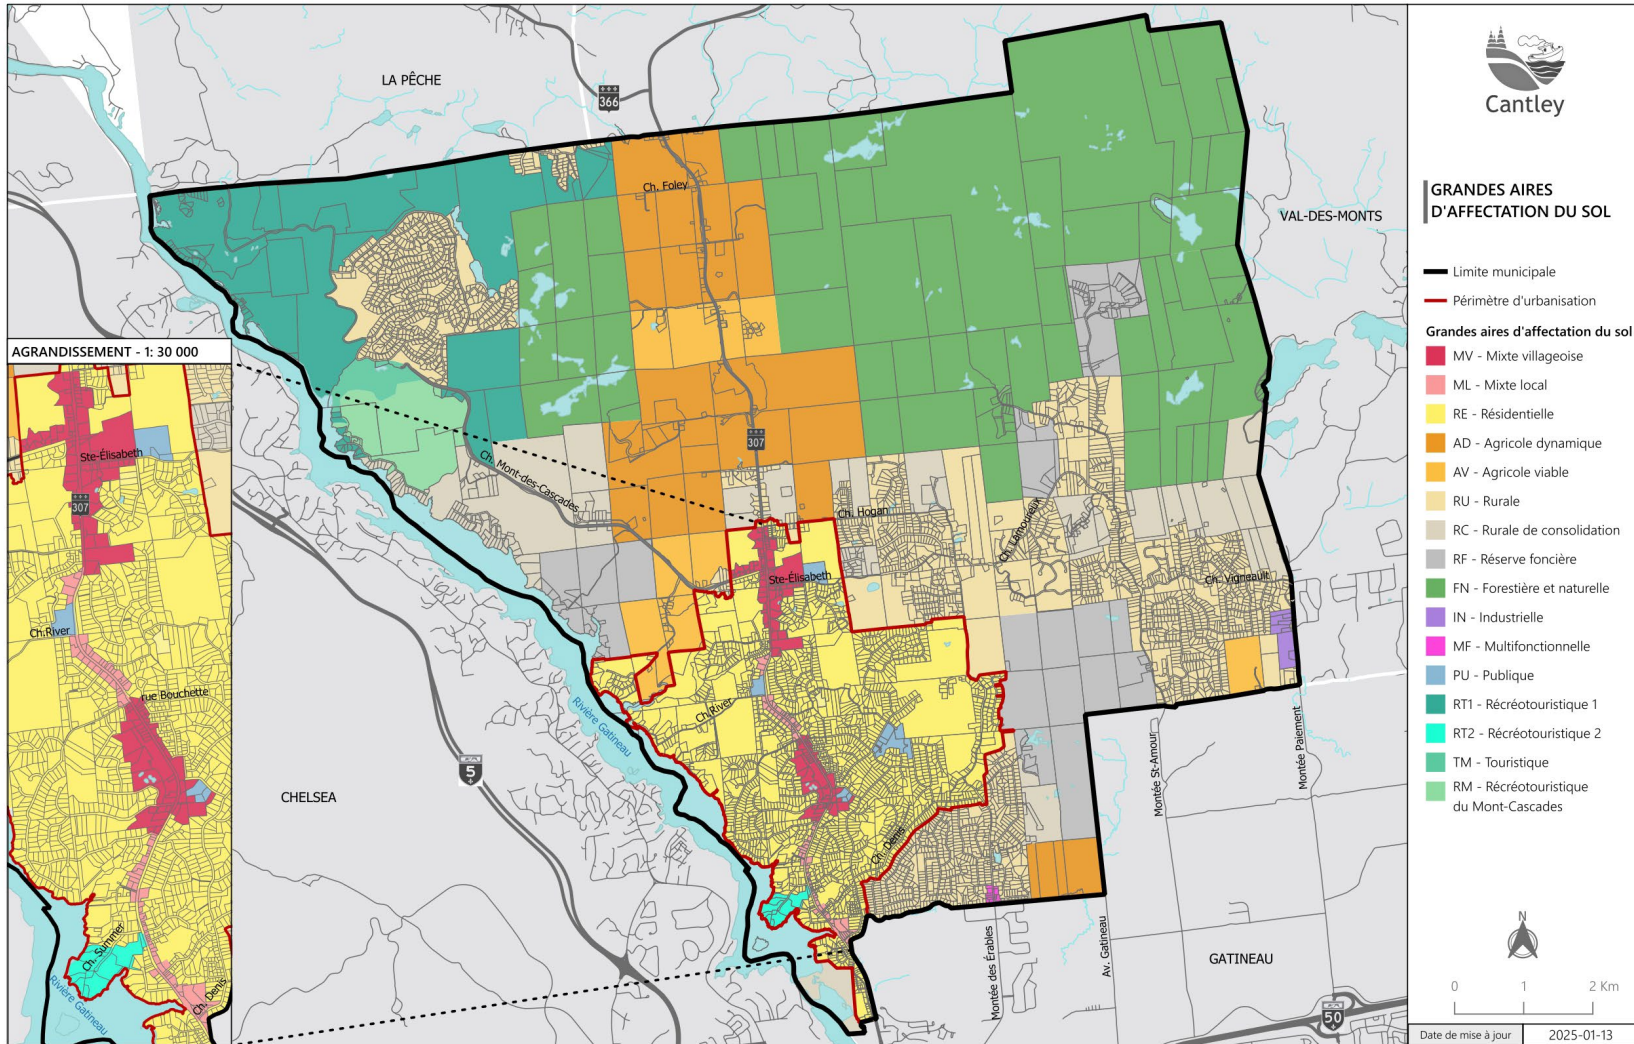 LA PÊCHE
366
Ch. Foley
VAL-DES-MONTS
AGRANDISSEMENT - 1: 30 000
307
Ch. Mont-des-Cascades
Ch. Hogan
Ch. Lamoureux
Ch. Vigneault
Ste-Élisabeth
Ch.River
Rivière Gatineau
5
CHELSEA
Ch. Denis
Montée St-Amour
Montée Paiement
Montée des Érables
Av. Gatineau
GATINEAU
50
Ste-Élisabeth
307
Ch.River
rue Bouchette
Ch. Summer
Ch. Denis
Rivière Gatineau
Cantley
GRANDES AIRES
D'AFFECTATION DU SOL
Limite municipale
Périmètre d'urbanisation
Grandes aires d'affectation du sol
MV - Mixte villageoise
ML - Mixte local
RE - Résidentielle
AD - Agricole dynamique
AV - Agricole viable
RU - Rurale
RC - Rurale de consolidation
RF - Réserve foncière
FN - Forestière et naturelle
IN - Industrielle
MF - Multifonctionnelle
PU - Publique
RT1 - Récréotouristique 1
RT2 - Récréotouristique 2
TM - Touristique
RM - Récréotouristique
du Mont-Cascades
N
0 1 2 Km
Date de mise à jour 2025-01-13